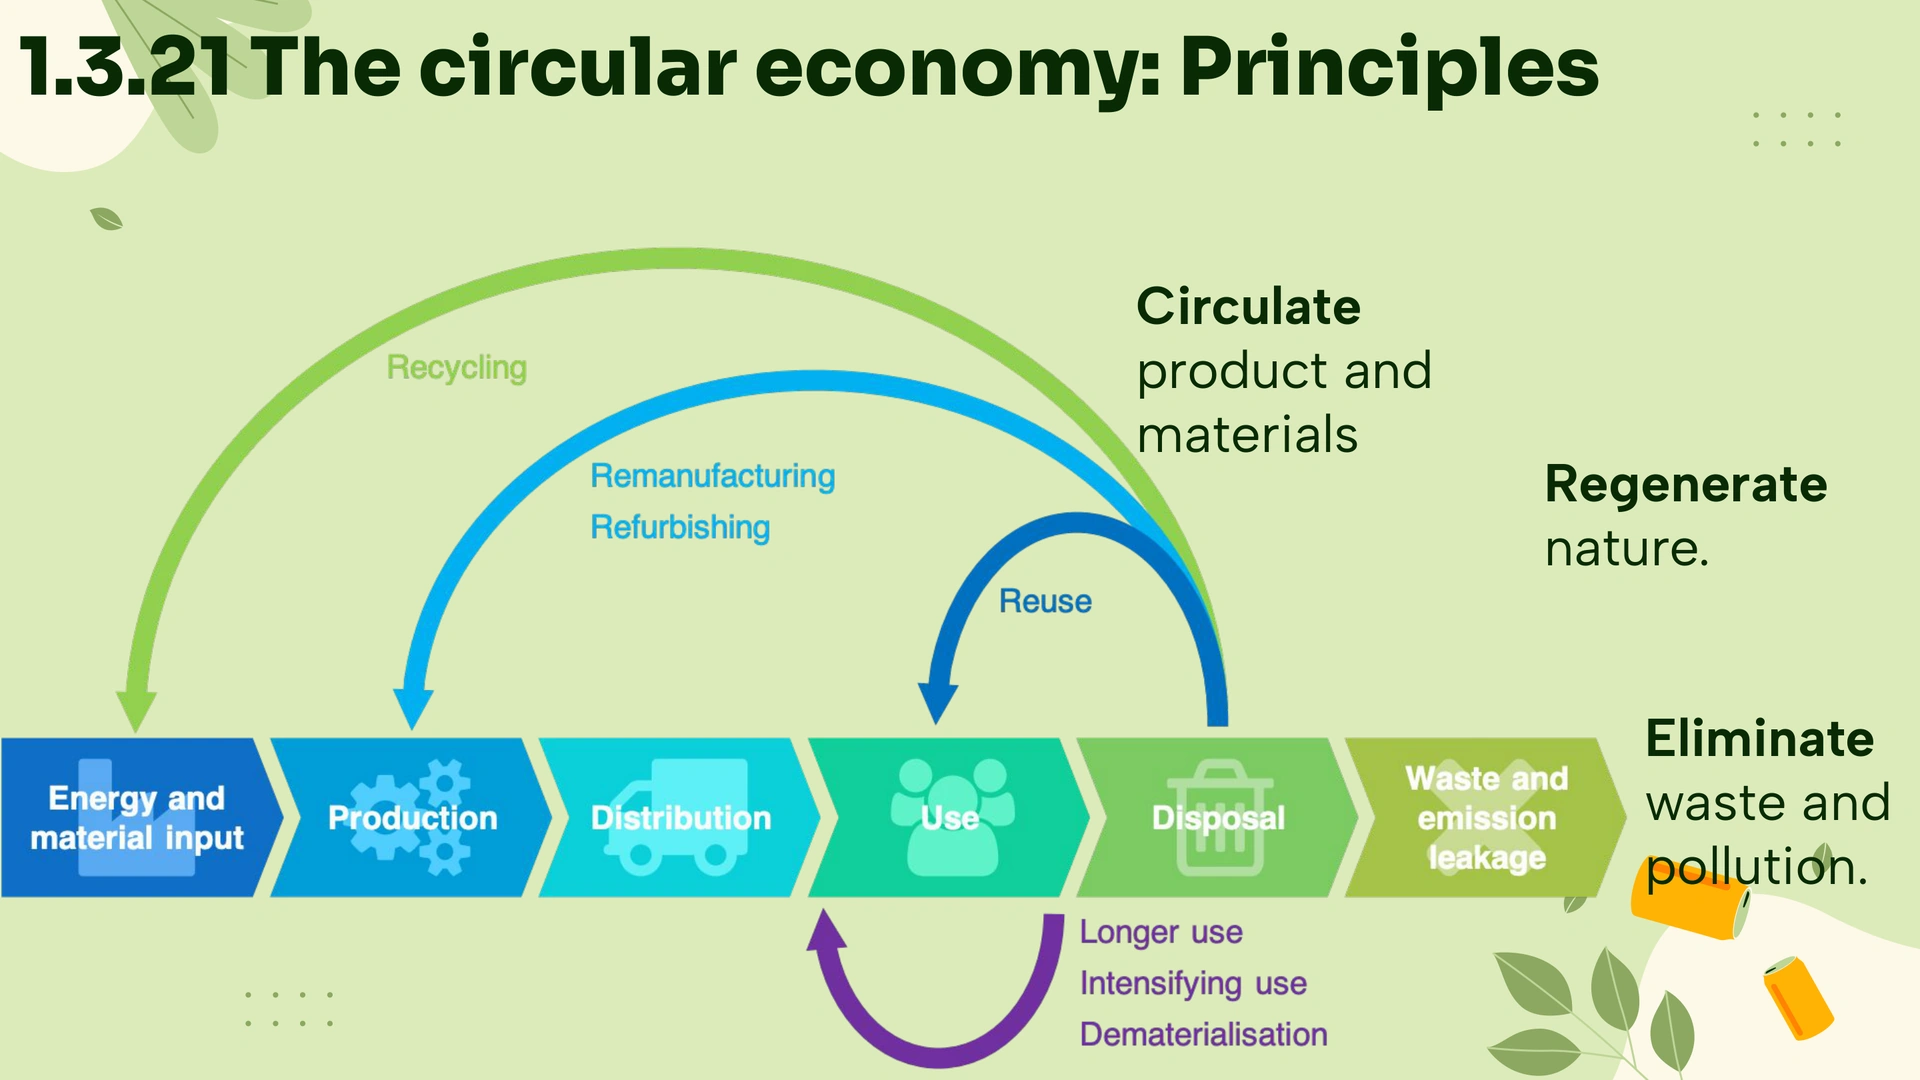 1.3.21 The circular economy: Principles
Circulate
product and
materials
Recycling
Regenerate
nature.
Remanufacturing
Refurbishing
Reuse
Eliminate
waste and
pollution.
Energy and
material input
Production
Distribution
Use
Disposal
Waste and
emission
leakage
Longer use
Intensifying use
Dematerialisation